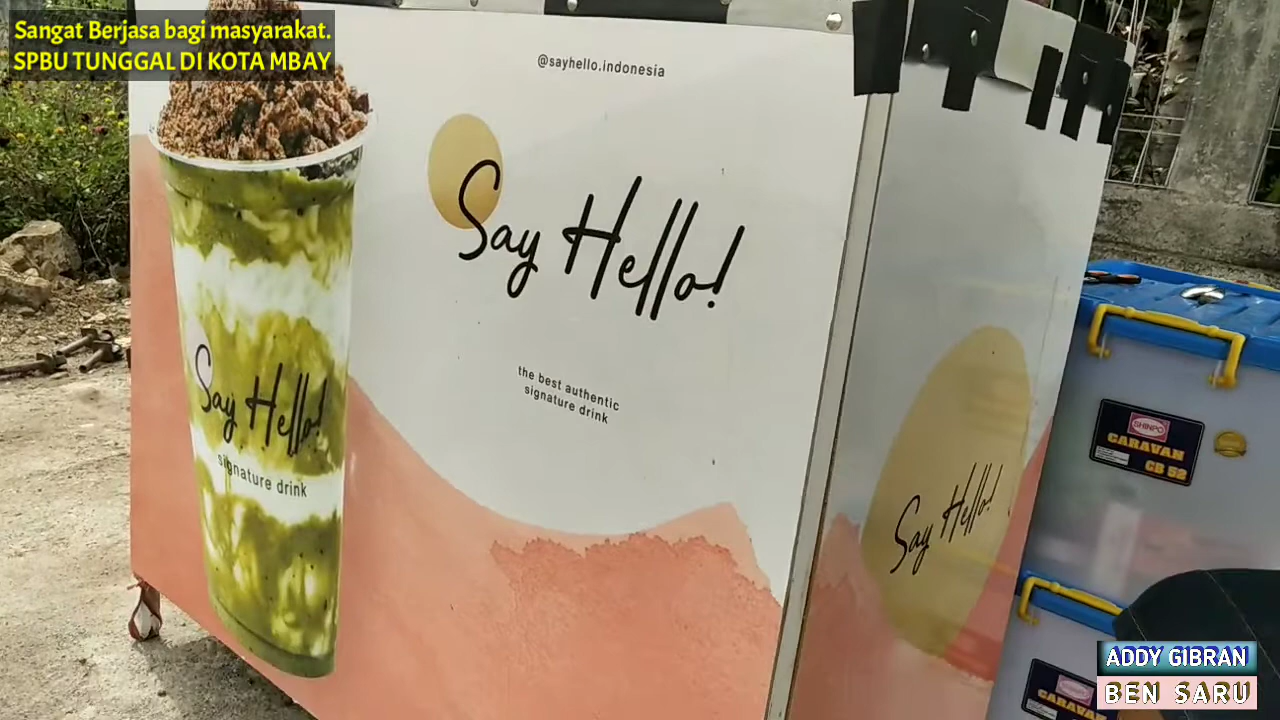 Sangat Berjasa bagi masyarakat.
SPBU TUNGGAL DI KOTA MBAY
@sayhello.indonesia
Say Hello!
the best authentic
signature drink
Say Hello!
signature drink
Say Hello!
SHINPO
CARAVAN
CB 52
CARAVAN
ADDY GIBRAN
BEN SARU